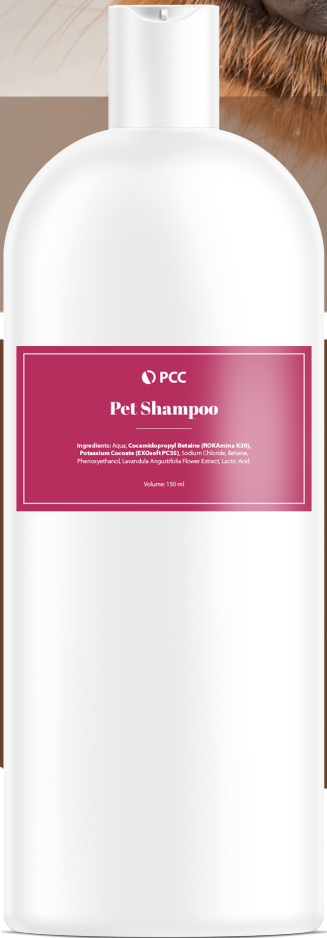 PCC
Pet Shampoo
Ingredients: Aqua, Cocamidopropyl Betaine (ROKAmina K30),
Potassium Cocoate (EXOsoft PC35), Sodium Chloride, Betaine,
Phenoxyethanol, Lavandula Angustifolia Flower Extract, Lactic Acid.
Volume: 150 ml